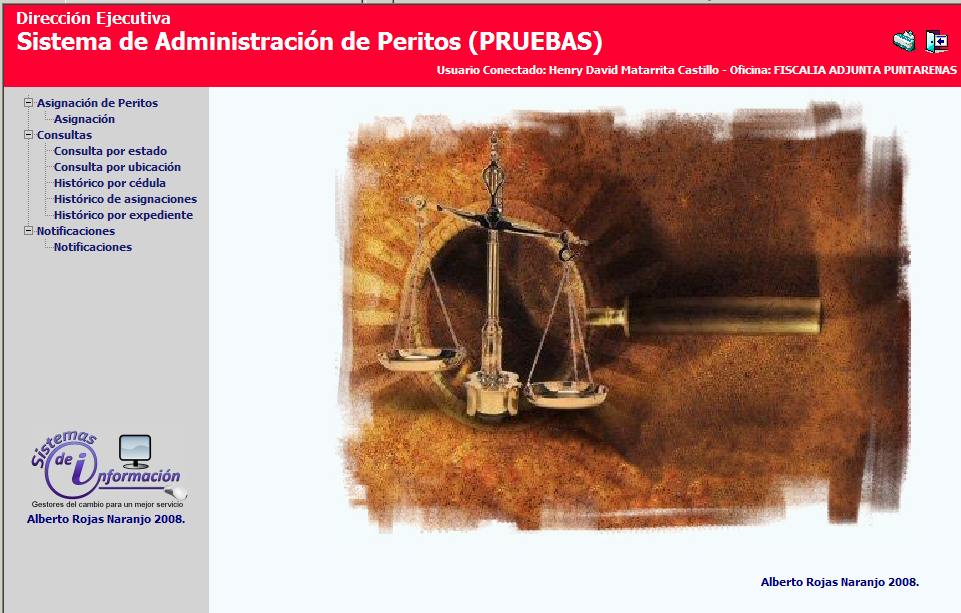 Dirección Ejecutiva
Sistema de Administración de Peritos (PRUEBAS)
Usuario Conectado: Henry David Matarrita Castillo - Oficina: FISCALIA ADJUNTA PUNTARENAS
Asignación de Peritos
Asignación
Consultas
Consulta por estado
Consulta por ubicación
Histórico por cédula
Histórico de asignaciones
Histórico por expediente
Notificaciones
Notificaciones
Sistemas
de información
Gestores del cambio para un mejor servicio
Alberto Rojas Naranjo 2008.
Alberto Rojas Naranjo 2008.